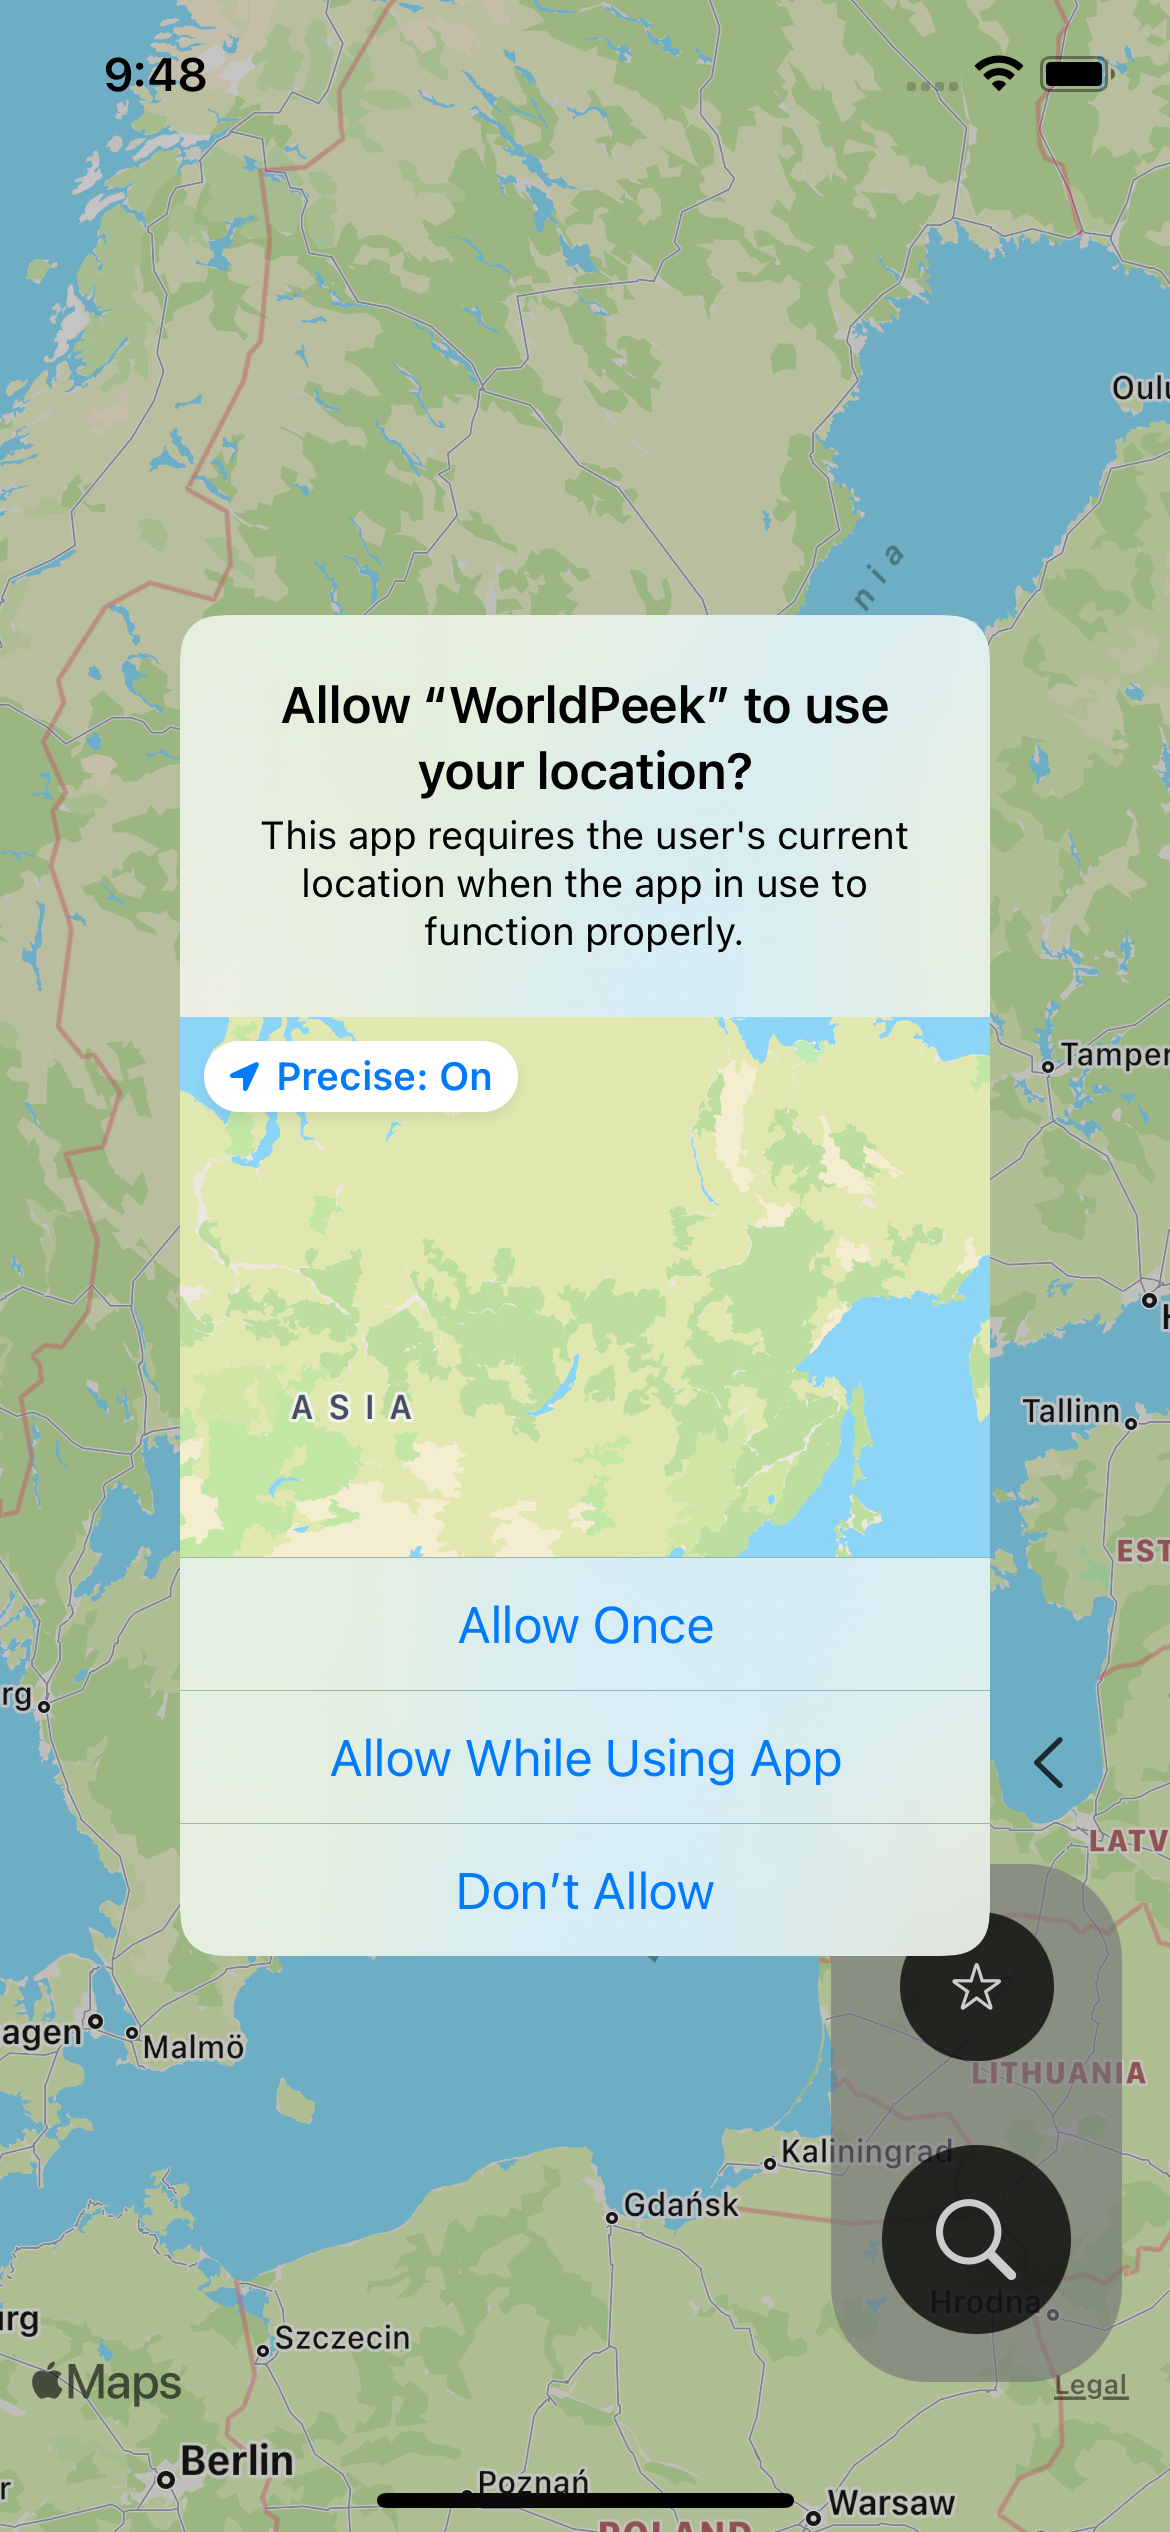 9:48
Oulu
nia
Allow “WorldPeek” to use
your location?
This app requires the user's current
location when the app in use to
function properly.
Tamper
Precise: On
ASIA
Tallinn
EST
Allow Once
rg
Allow While Using App
LATV
Don’t Allow
agen
Malmö
LITHUANIA
Kaliningrad
Gdańsk
Hrodna
urg
Szczecin
Maps
Legal
Berlin
r
Poznań
Warsaw
POLAND